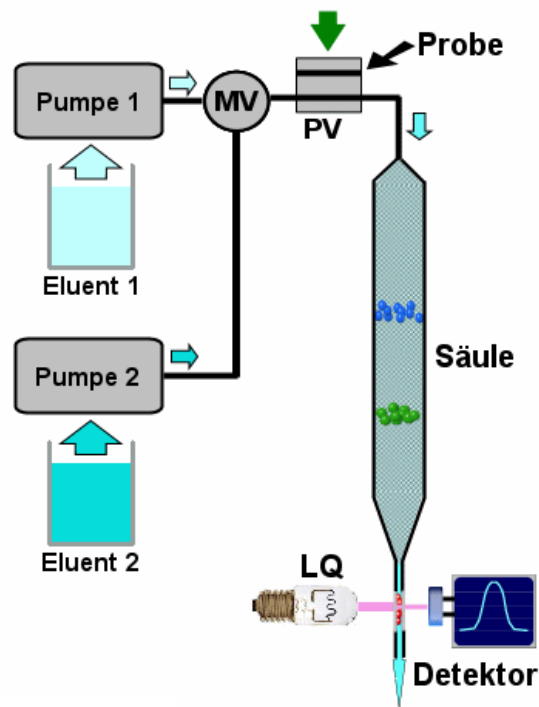 Probe
Pumpe 1
MV
PV
Eluent 1
Säule
Pumpe 2
Eluent 2
LQ
Detektor